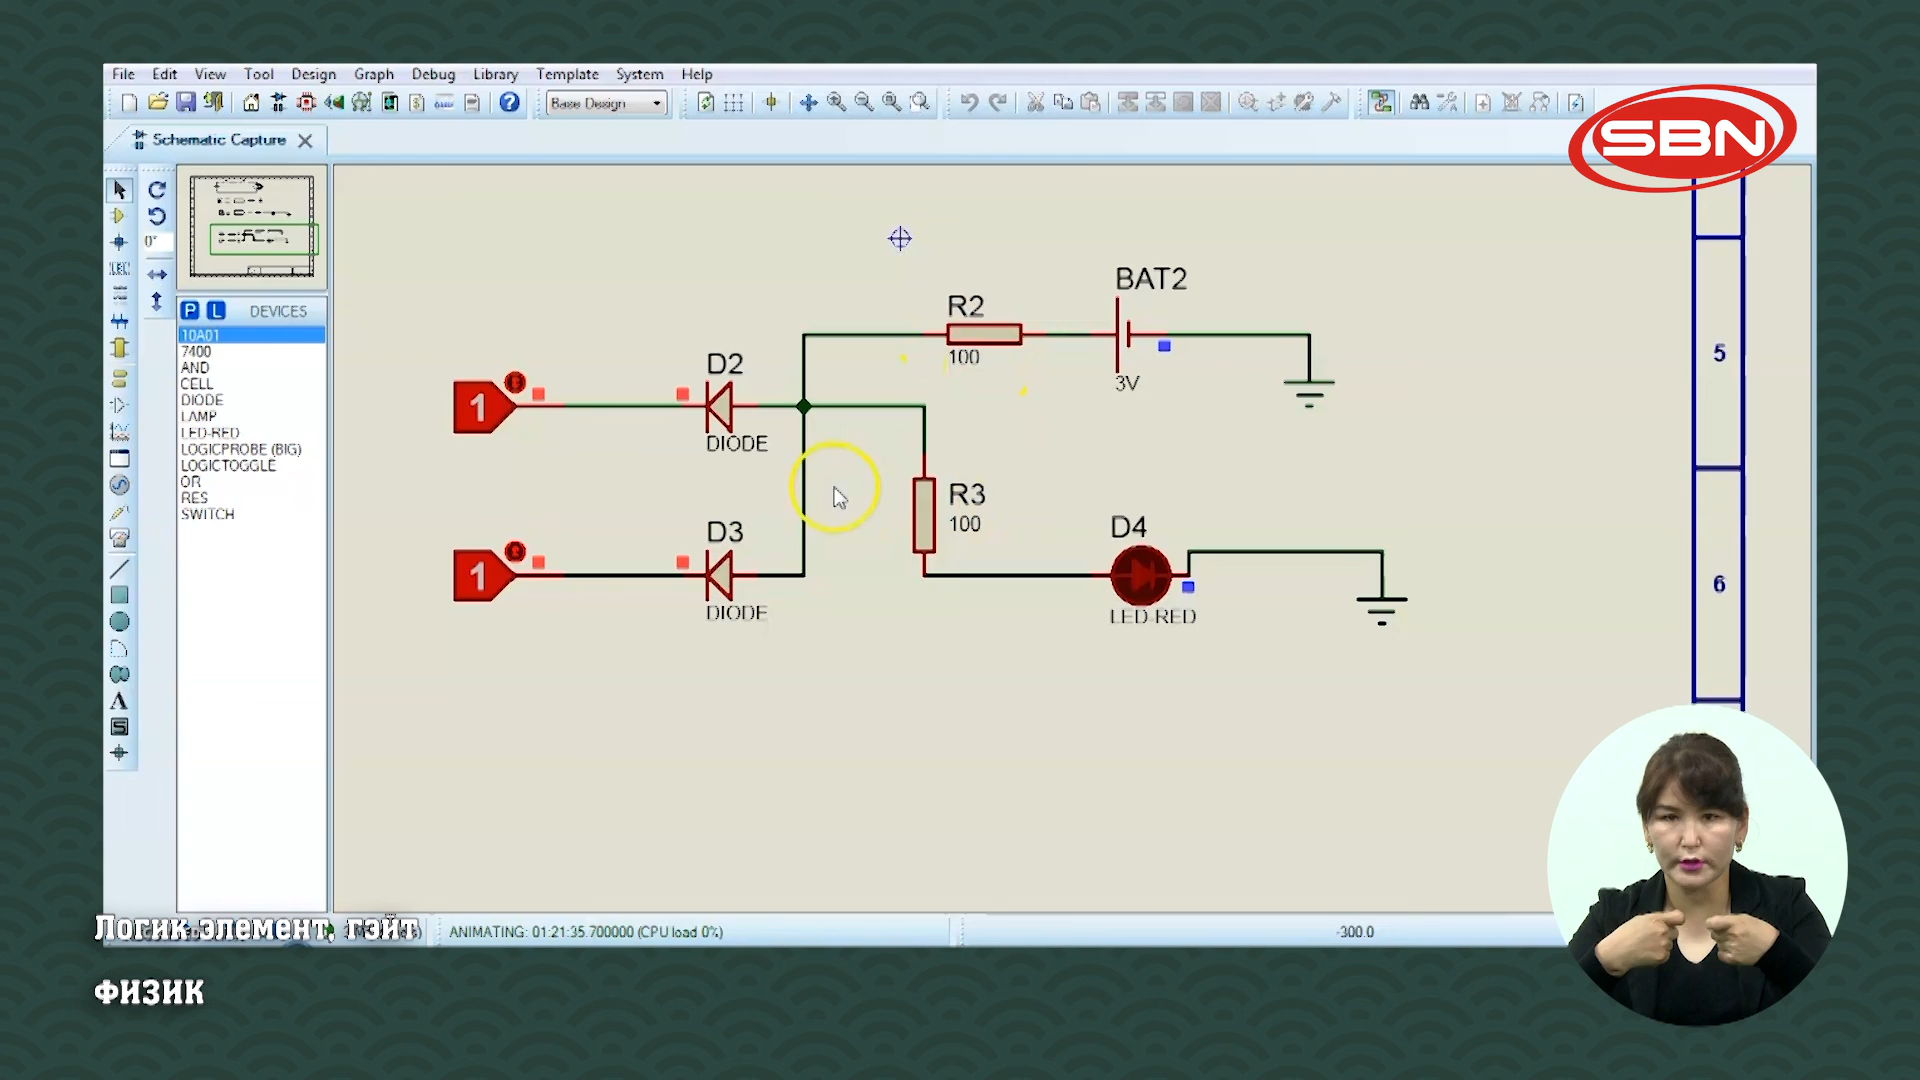 File Edit View Tool Design Graph Debug Library Template System Help
Base Design
SBN
Schematic Capture
0°
P L DEVICES
10A01
7400
AND
CELL
DIODE
LAMP
LED-RED
LOGICPROBE (BIG)
LOGICTOGGLE
OR
RES
SWITCH
BAT2
R2
100
3V
5
D2
1
DIODE
R3
100
D3
1
DIODE
D4
LED-RED
6
Логик элемент, гэйт
ANIMATING: 01:21:35.700000 (CPU load 0%)
-300.0
ФИЗИК